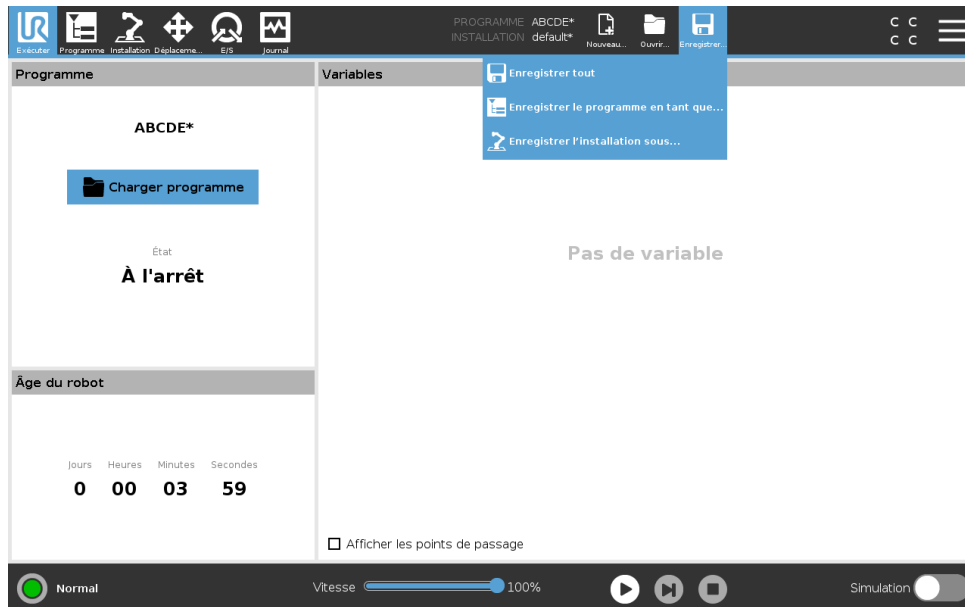 PROGRAMME ABCDE*
INSTALLATION default*
C C
C C
Exécuter Programme Installation Déplaceme... E/S Journal
Nouveau... Ouvrir... Enregistrer...
Programme
Variables
Enregistrer tout
Enregistrer le programme en tant que...
Enregistrer l'installation sous...
ABCDE*
Charger programme
État
À l'arrêt
Pas de variable
Âge du robot
Jours Heures Minutes Secondes
0 00 03 59
Afficher les points de passage
Normal
Vitesse 100%
Simulation